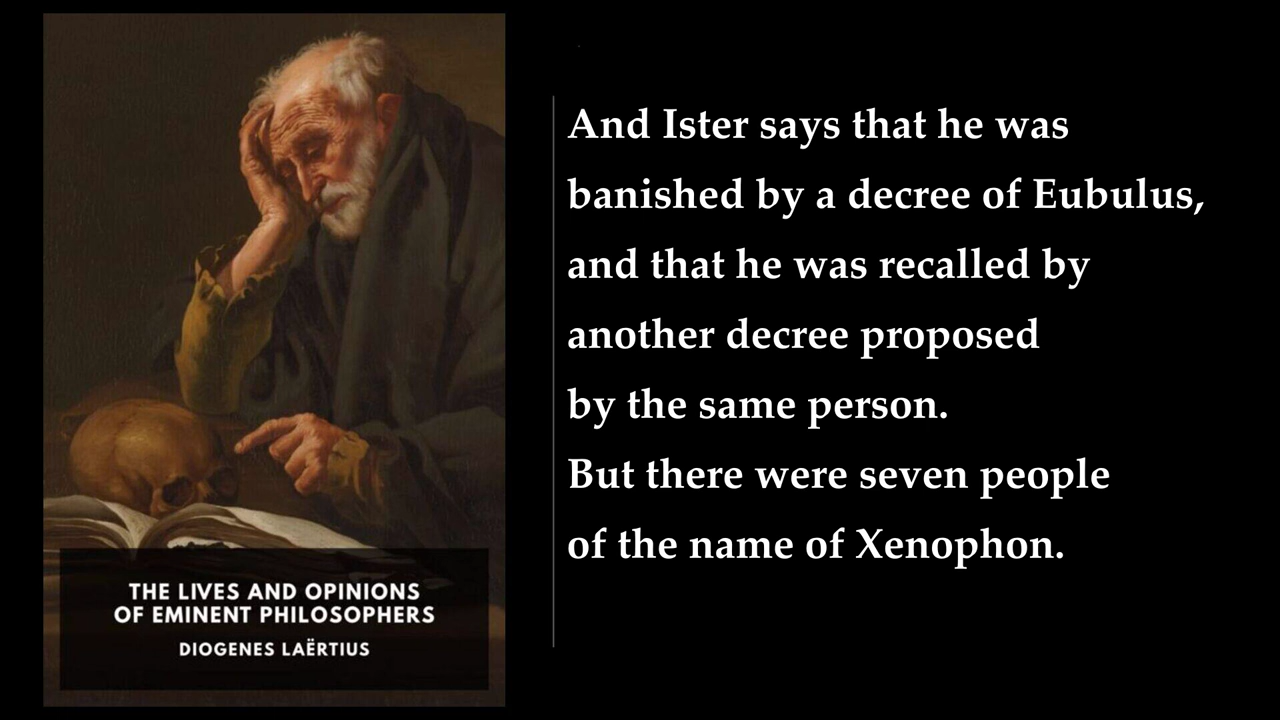 THE LIVES AND OPINIONS
OF EMINENT PHILOSOPHERS
DIOGENES LAËRTIUS
And Ister says that he was
banished by a decree of Eubulus,
and that he was recalled by
another decree proposed
by the same person.
But there were seven people
of the name of Xenophon.